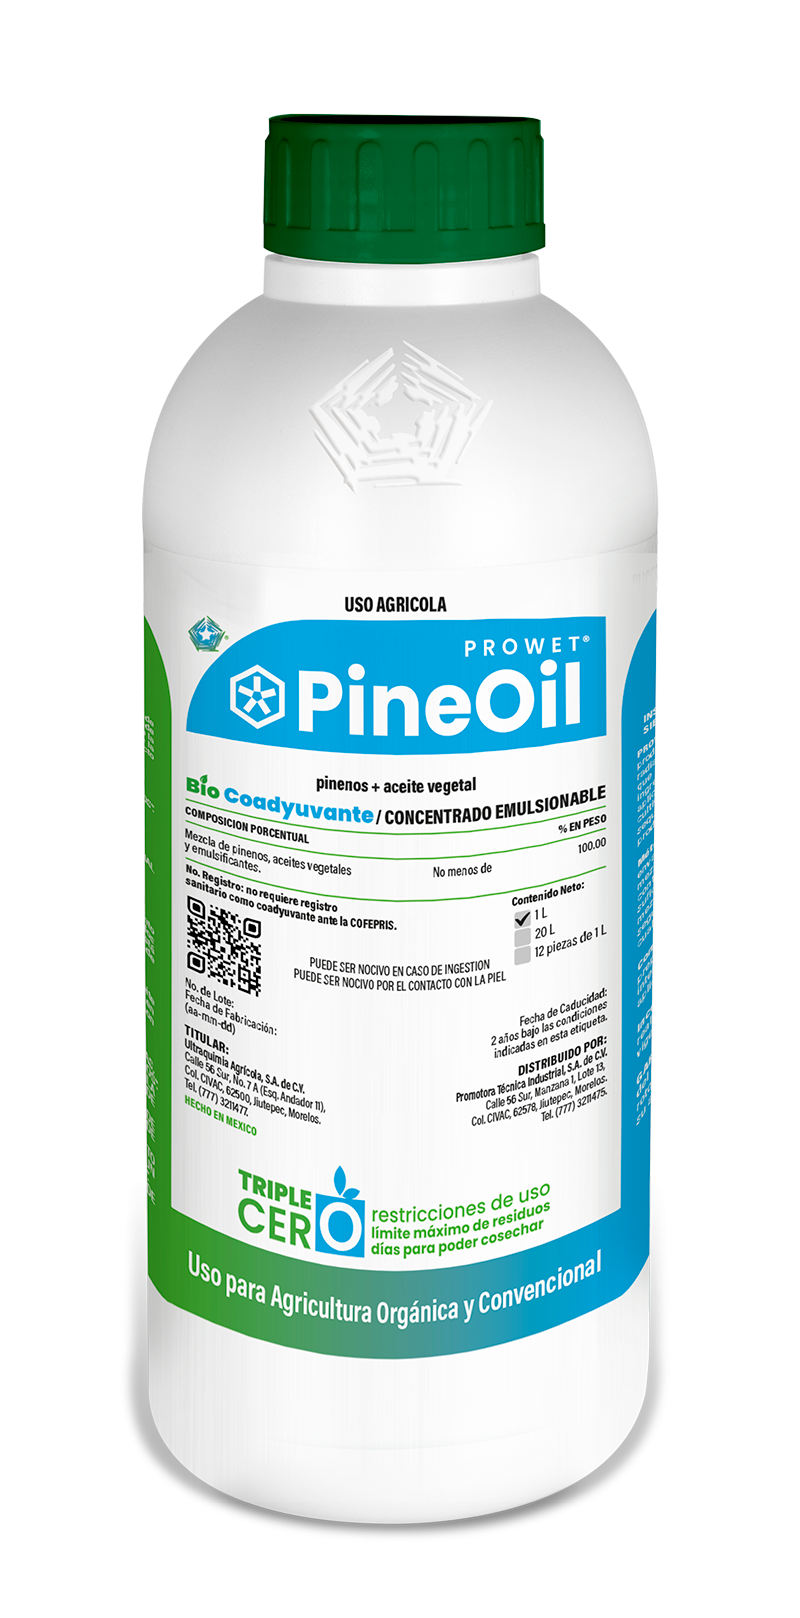 USO AGRICOLA
PROWET®
PineOil
pinenos + aceite vegetal
Bio Coadyuvante / CONCENTRADO EMULSIONABLE
COMPOSICION PORCENTUAL
% EN PESO
Mezcla de pinenos, aceites vegetales
y emulsificantes.
No menos de
100.00
No. Registro: no requiere registro
sanitario como coadyuvante ante la COFEPRIS.
Contenido Neto:
1 L
20 L
12 piezas de 1 L
PUEDE SER NOCIVO EN CASO DE INGESTION
PUEDE SER NOCIVO POR EL CONTACTO CON LA PIEL
No. de Lote:
Fecha de Fabricación:
(aa-mm-dd)
Fecha de Caducidad:
2 años bajo las condiciones
indicadas en esta etiqueta.
TITULAR:
Ultraquimia Agrícola, S.A. de C.V.
Calle 56 Sur, No. 7 A (Esq. Andador 11),
Col. CIVAC, 62500, Jiutepec, Morelos.
Tel. (777) 3211477.
HECHO EN MEXICO
DISTRIBUIDO POR:
Promotora Técnica Industrial, S.A. de C.V.
Calle 56 Sur, Manzana 1, Lote 13,
Col. CIVAC, 62578, Jiutepec, Morelos.
Tel. (777) 3211475.
TRIPLE
CERO
restricciones de uso
límite máximo de residuos
días para poder cosechar
Uso para Agricultura Orgánica y Convencional